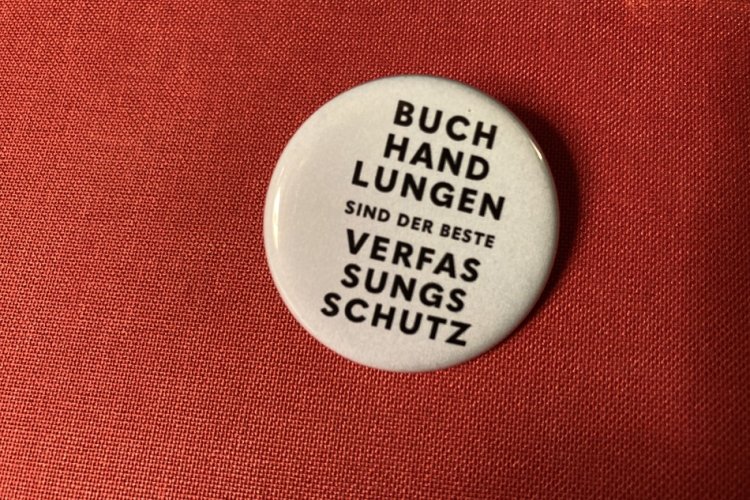 BUCH
HAND
LUNGEN
SIND DER BESTE
VERFAS
SUNGS
SCHUTZ